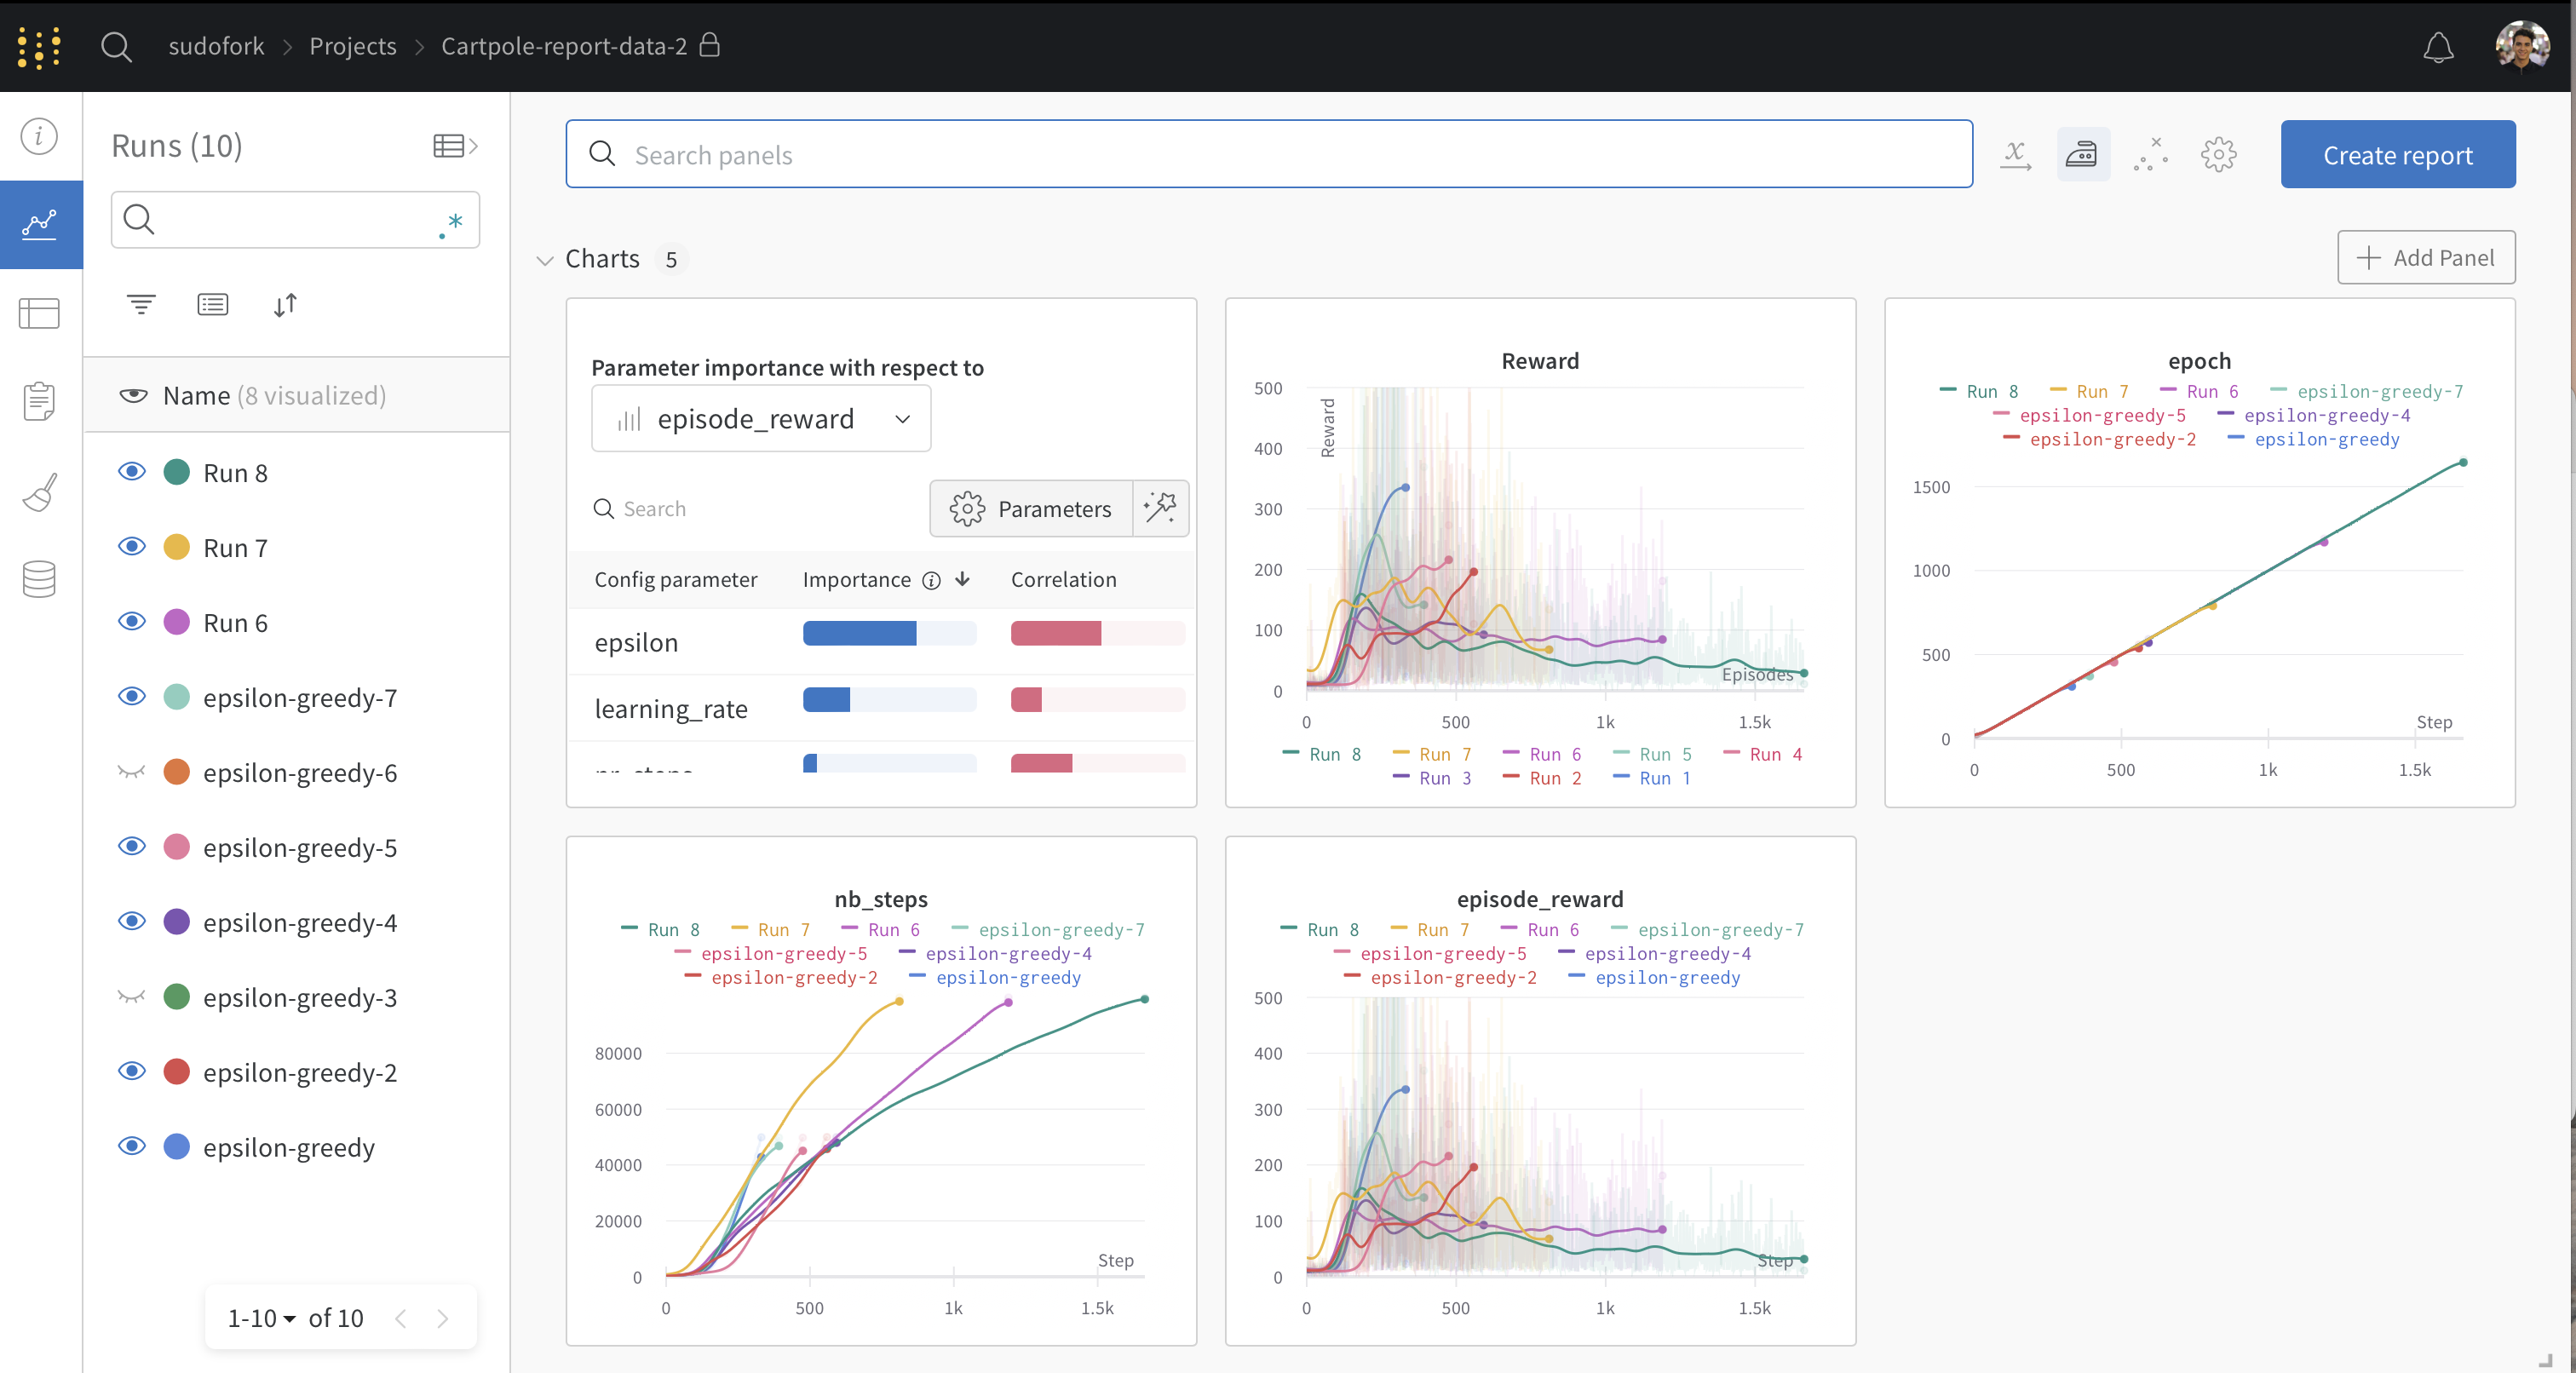 sudofork > Projects > Cartpole-report-data-2
Runs (10)
.*
Name (8 visualized)
Run 8
Run 7
Run 6
epsilon-greedy-7
epsilon-greedy-6
epsilon-greedy-5
epsilon-greedy-4
epsilon-greedy-3
epsilon-greedy-2
epsilon-greedy
1-10 of 10
Search panels
Create report
Charts 5
Add Panel
Parameter importance with respect to
episode_reward
Search
Parameters
Config parameter Importance Correlation
epsilon
learning_rate
Reward
500
400
300
200
100
0
Reward
Episodes
0 500 1k 1.5k
Run 8 Run 7 Run 6 Run 5 Run 4
Run 3 Run 2 Run 1
epoch
Run 8 Run 7 Run 6 epsilon-greedy-7
epsilon-greedy-5 epsilon-greedy-4
epsilon-greedy-2 epsilon-greedy
1500
1000
500
0
Step
0 500 1k 1.5k
nb_steps
Run 8 Run 7 Run 6 epsilon-greedy-7
epsilon-greedy-5 epsilon-greedy-4
epsilon-greedy-2 epsilon-greedy
80000
60000
40000
20000
0
Step
0 500 1k 1.5k
episode_reward
Run 8 Run 7 Run 6 epsilon-greedy-7
epsilon-greedy-5 epsilon-greedy-4
epsilon-greedy-2 epsilon-greedy
500
400
300
200
100
0
Step
0 500 1k 1.5k